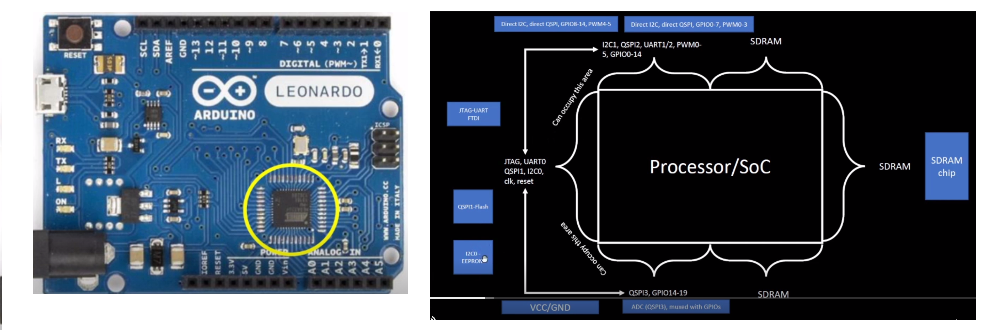 RESET
SCL
SDA
AREF
GND
~13
12
~11
~10
~9
8
7
~6
~5
4
~3
2
TX→1
RX←0
DIGITAL (PWM~)
ARDUINO
LEONARDO
ICSP
RX
TX
ON
WWW.ARDUINO.CC
MADE IN ITALY
POWER
ANALOG IN
IOREF
RESET
3.3V
5V
GND
GND
Vin
A0
A1
A2
A3
A4
A5
Direct I2C, direct QSPI, GPIO8-14, PWM4-5
Direct I2C, direct QSPI, GPIO0-7, PWM0-3
I2C1, QSPI2, UART1/2, PWM0-
5, GPIO0-14
SDRAM
Can occupy this area
JTAG-UART
FTDI
JTAG, UART0
QSPI1, I2C0,
clk, reset
Processor/SoC
SDRAM
SDRAM
chip
QSPI1-Flash
I2C0-
EEPROM
Can occupy this area
QSPI3, GPIO14-19
SDRAM
VCC/GND
ADC (QSPI3), muxed with GPIOs